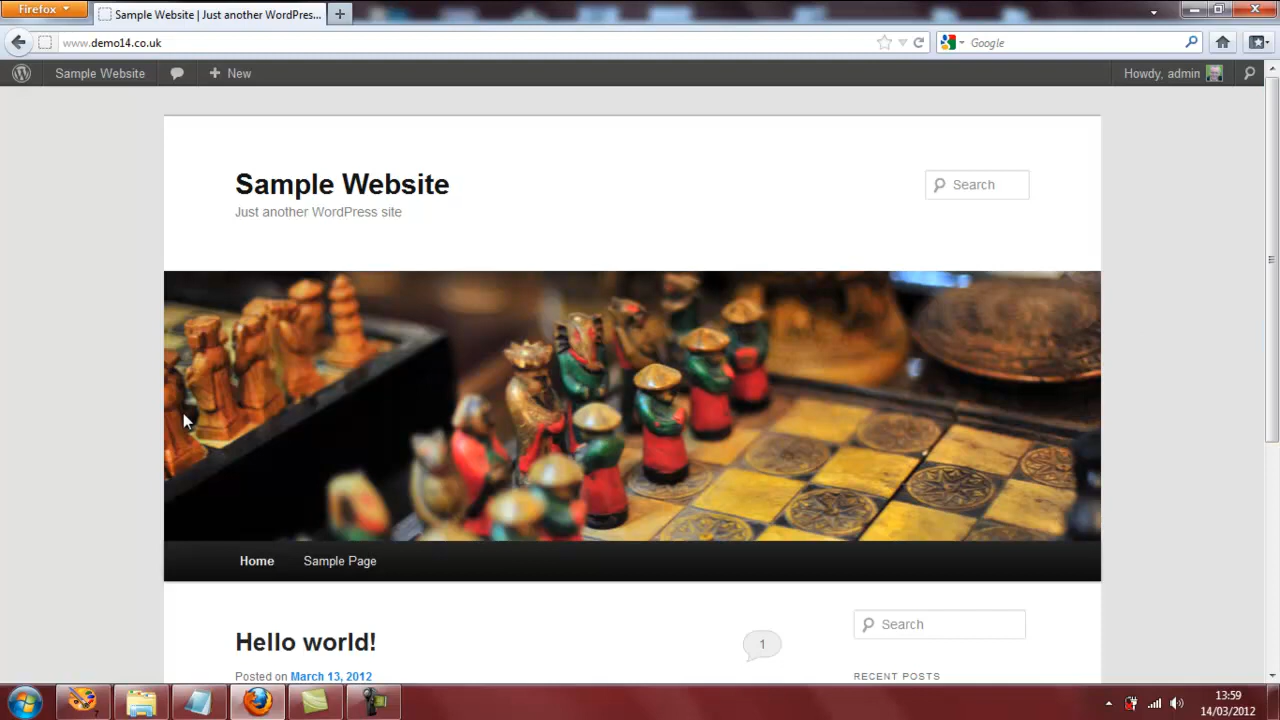 Firefox
Sample Website | Just another WordPres...
www.demo14.co.uk
Google
Sample Website
New
Howdy, admin
Sample Website
Just another WordPress site
Search
Home
Sample Page
Hello world!
1
Search
Posted on March 13, 2012
RECENT POSTS
13:59
14/03/2012